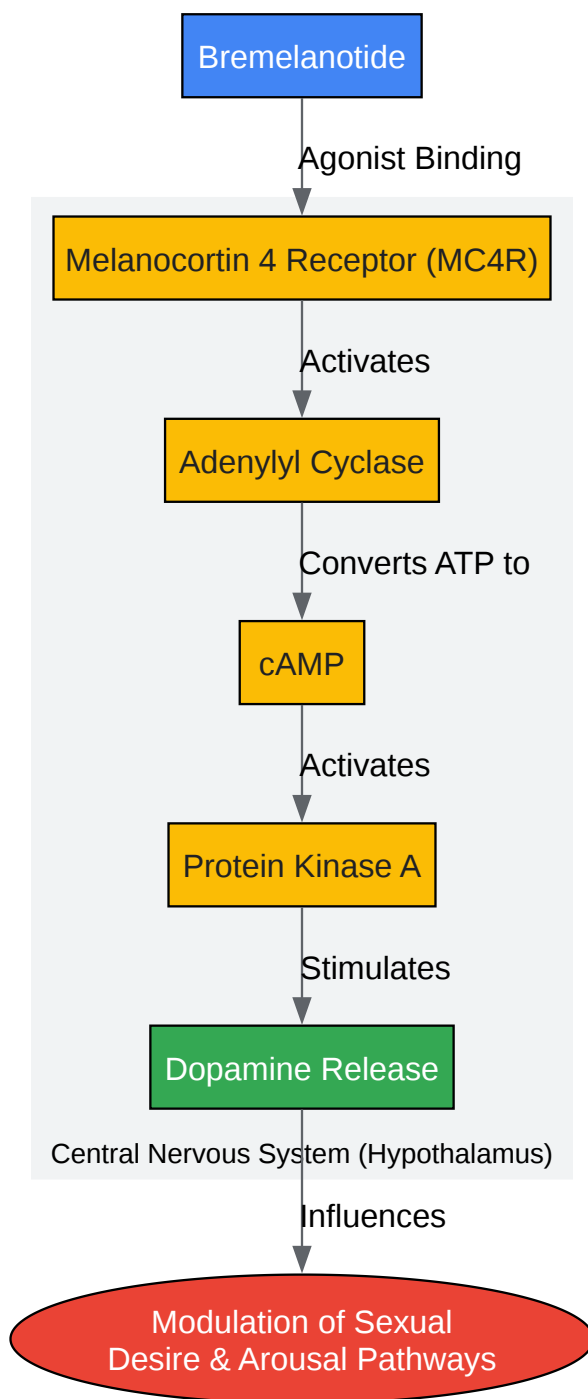 Bremelanotide
Agonist Binding
Melanocortin 4 Receptor (MC4R)
Activates
Adenylyl Cyclase
Converts ATP to
cAMP
Activates
Protein Kinase A
Stimulates
Dopamine Release
Central Nervous System (Hypothalamus)
Influences
Modulation of Sexual
Desire & Arousal Pathways